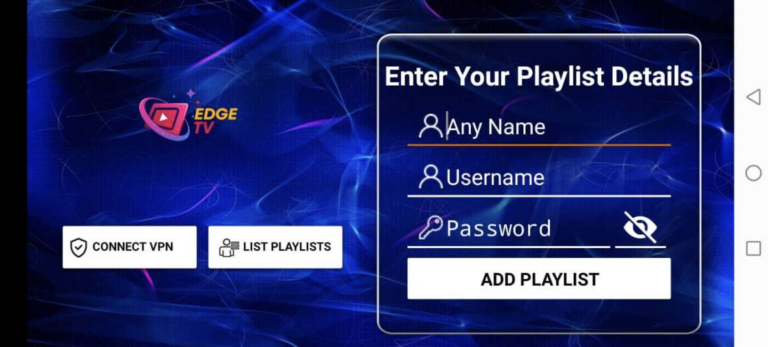 EDGE
TV
CONNECT VPN
LIST PLAYLISTS
Enter Your Playlist Details
Any Name
Username
Password
ADD PLAYLIST